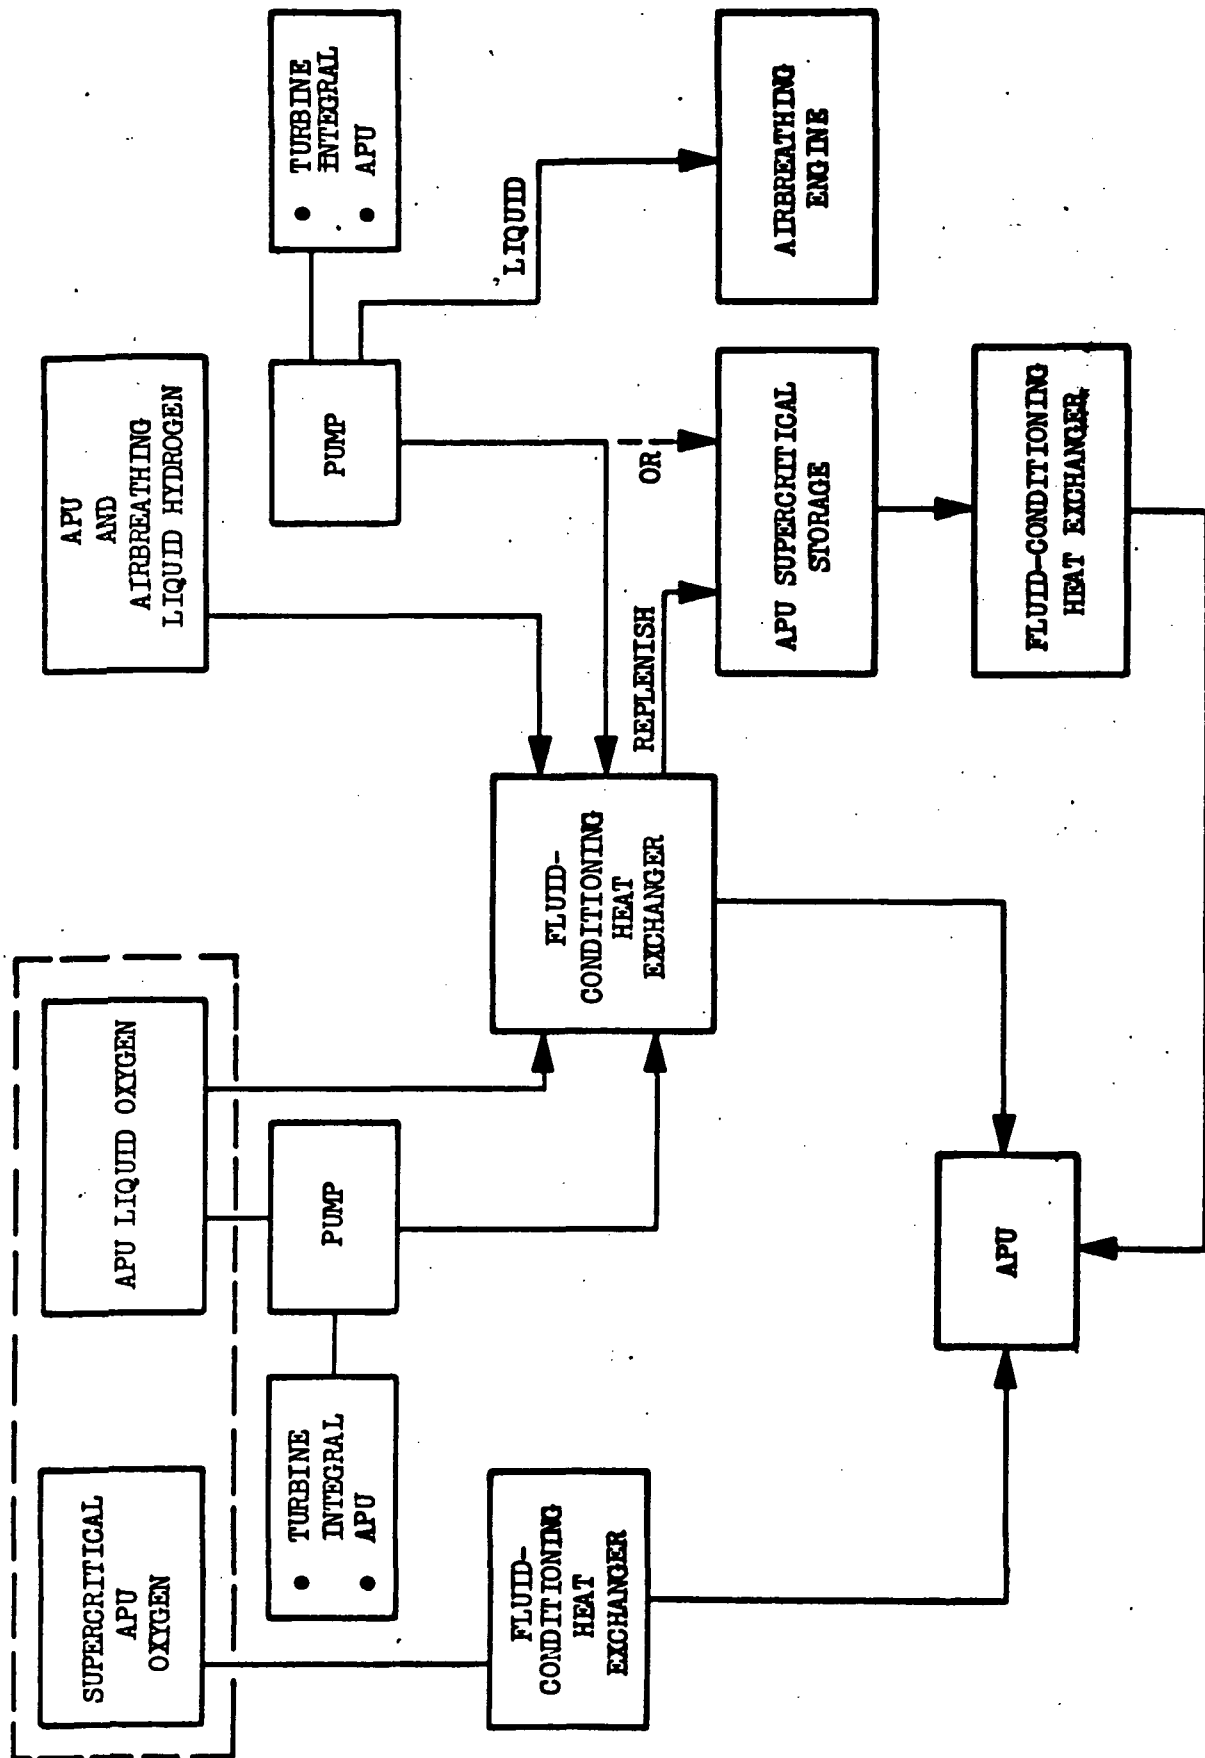 SUPERCRITICAL
APU
OXYGEN
APU LIQUID OXYGEN
APU
AND
AIRBREATHING
LIQUID HYDROGEN
• TURBINE
INTEGRAL
• APU
PUMP
PUMP
• TURBINE
INTEGRAL
• APU
FLUID-
CONDITIONING
HEAT
EXCHANGER
FLUID-
CONDITIONING
HEAT
EXCHANGER
LIQUID
REPLENISH
OR
APU SUPERCRITICAL
STORAGE
AIRBREATHING
ENGINE
APU
FLUID-CONDITIONING
HEAT EXCHANGER